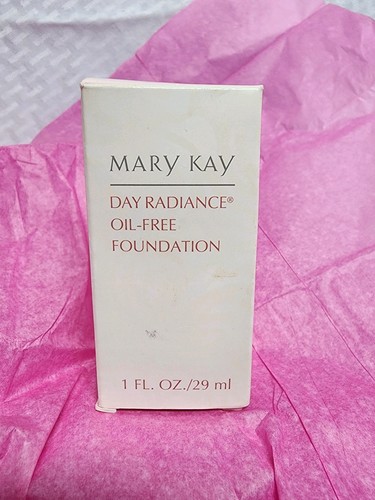 MARY KAY
DAY RADIANCE®
OIL-FREE
FOUNDATION
1 FL. OZ./29 ml